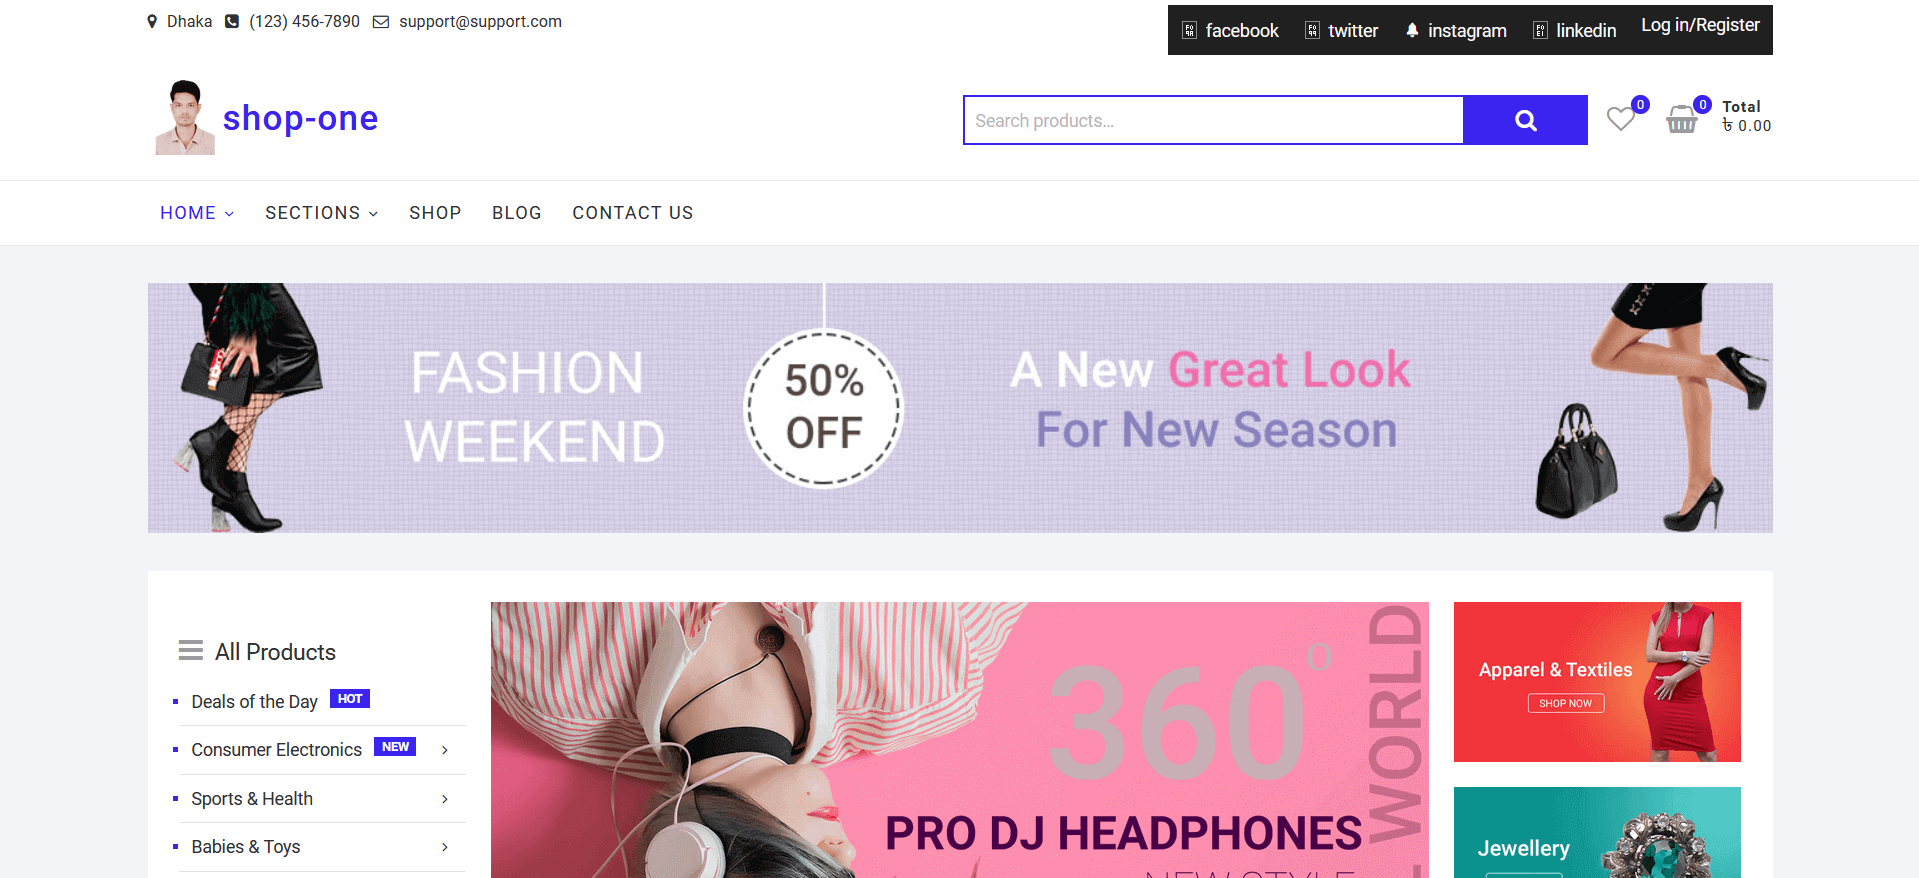 Dhaka (123) 456-7890 support@support.com
facebook twitter instagram linkedin Log in/Register
shop-one
Search products...
0
0
Total
৳ 0.00
HOME SECTIONS SHOP BLOG CONTACT US
FASHION
WEEKEND
50%
OFF
A New Great Look
For New Season
All Products
Deals of the Day HOT
Consumer Electronics NEW
Sports & Health
Babies & Toys
360°
WORLD
PRO DJ HEADPHONES
NEW STYLE
Apparel & Textiles
SHOP NOW
Jewellery